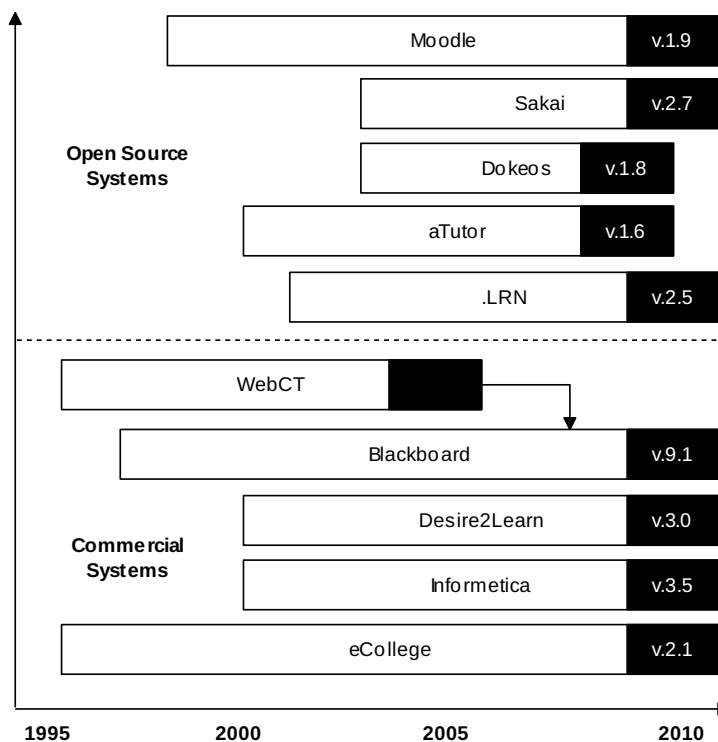 Moodle v.1.9
Sakai v.2.7
Open Source
Systems
Dokeos v.1.8
aTutor v.1.6
.LRN v.2.5
WebCT
Blackboard v.9.1
Desire2Learn v.3.0
Commercial
Systems
Informetica v.3.5
eCollege v.2.1
1995 2000 2005 2010